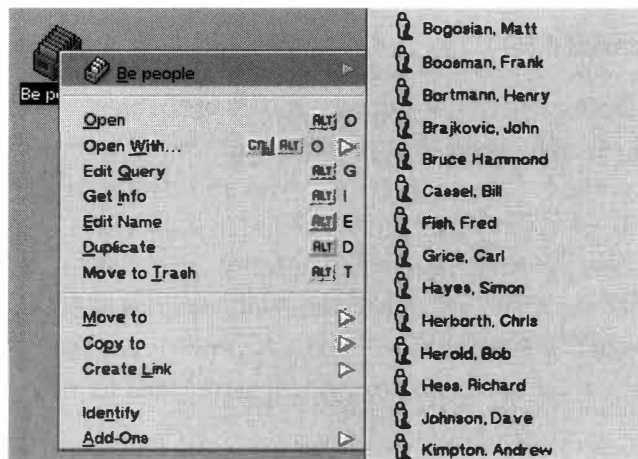 Be p
Be people
Open ALT O
Open With... CTRL ALT O
Edit Query ALT G
Get Info ALT I
Edit Name ALT E
Duplicate ALT D
Move to Trash ALT T
Move to
Copy to
Create Link
Identify
Add-Ons
Bogosian, Matt
Boosman, Frank
Bortmann, Henry
Brajkovic, John
Bruce Hammond
Cassel, Bill
Fish, Fred
Grice, Carl
Hayes, Simon
Herborth, Chris
Herold, Bob
Hess, Richard
Johnson, Dave
Kimpton, Andrew